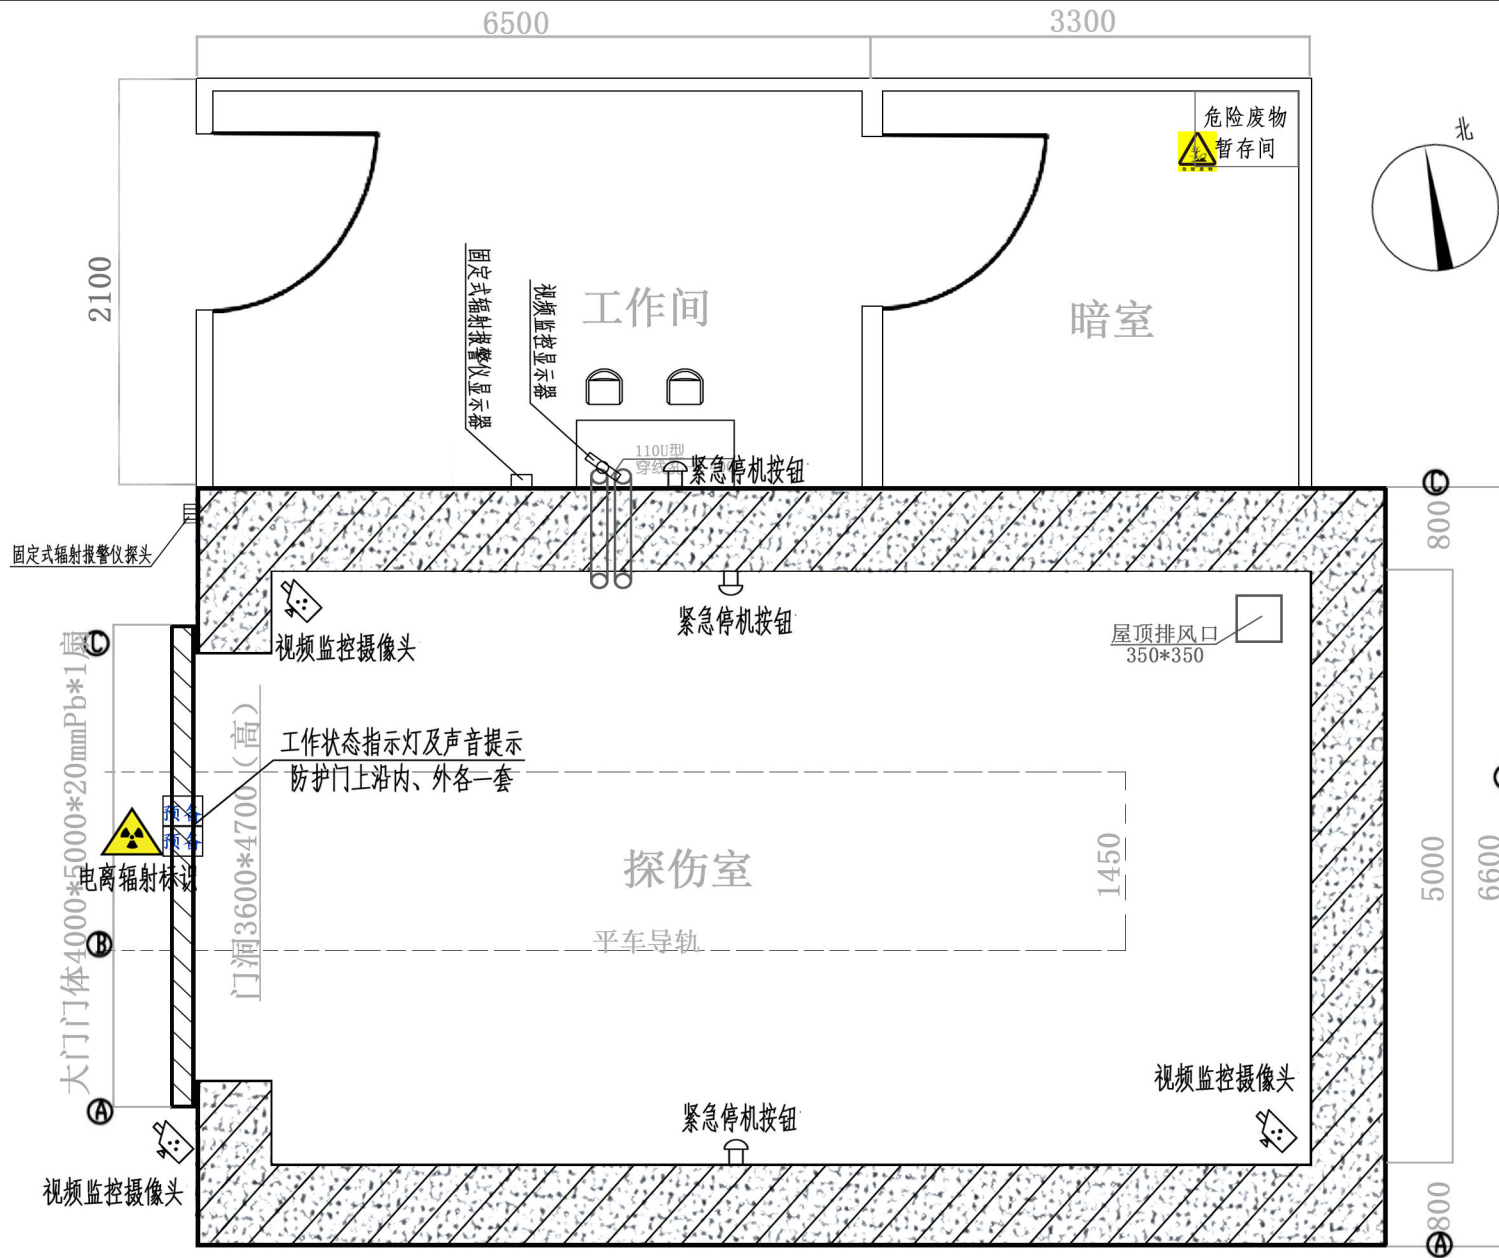 6500
3300
危险废物
暂存间
北
2100
固定式辐射报警仪显示器
视频监控显示器
工作间
暗室
110U型
穿线
紧急停机按钮
C
800
固定式辐射报警仪探头
视频监控摄像头
紧急停机按钮
屋顶排风口
350*350
C
大门门体4000*5000*20mmPb*1扇
门洞3600*4700(高)
工作状态指示灯及声音提示
防护门上沿内、外各一套
预备
预备
电离辐射标识
探伤室
1450
5000
6600
平车导轨
B
A
视频监控摄像头
紧急停机按钮
视频监控摄像头
800
A